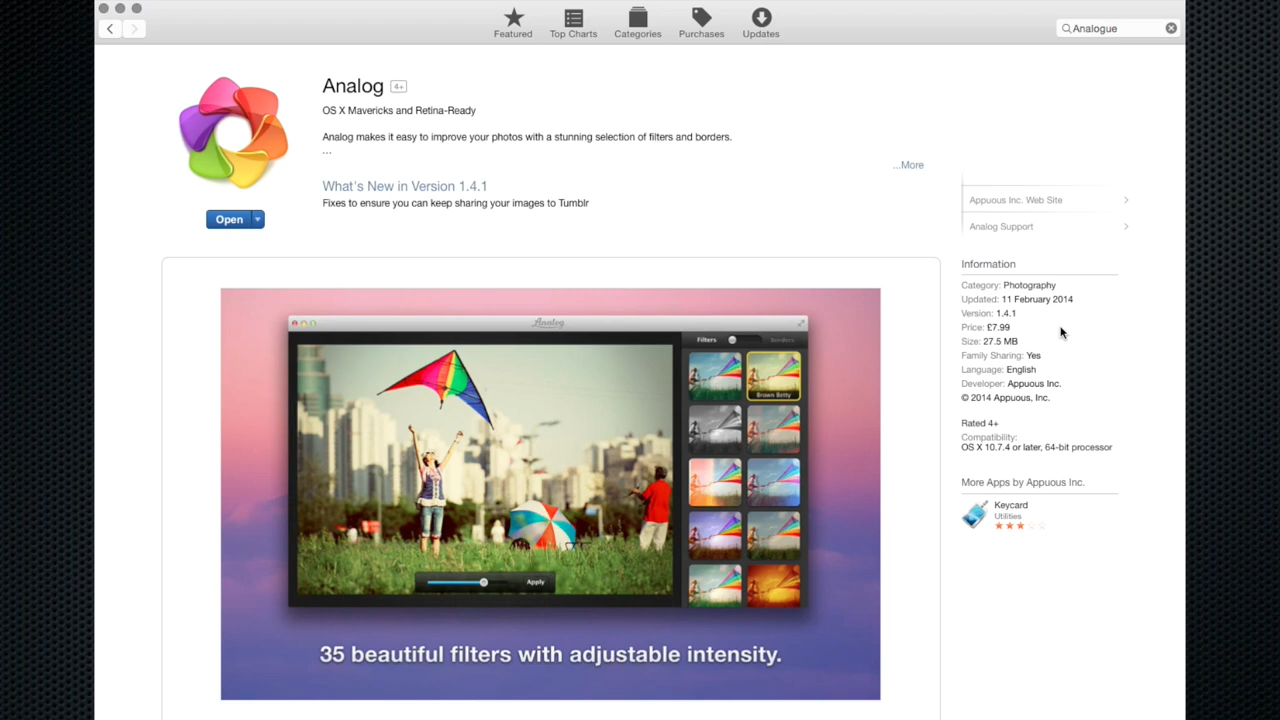 Featured
Top Charts
Categories
Purchases
Updates
Analogue
Analog 4+
OS X Mavericks and Retina-Ready
Analog makes it easy to improve your photos with a stunning selection of filters and borders.
...
...More
What's New in Version 1.4.1
Fixes to ensure you can keep sharing your images to Tumblr
Open
Appuous Inc. Web Site
Analog Support
Information
Category: Photography
Updated: 11 February 2014
Version: 1.4.1
Price: £7.99
Size: 27.5 MB
Family Sharing: Yes
Language: English
Developer: Appuous Inc.
© 2014 Appuous, Inc.
Rated 4+
Compatibility:
OS X 10.7.4 or later, 64-bit processor
More Apps by Appuous Inc.
Keycard
Utilities
Analog
Filters
Borders
Brown Betty
Apply
35 beautiful filters with adjustable intensity.